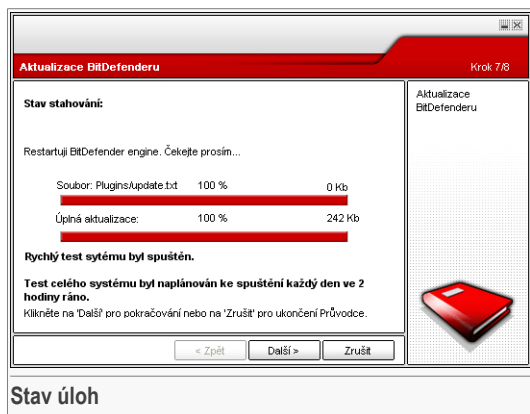 Aktualizace BitDefenderu
Krok 7/8
Stav stahování:
Restartuji BitDefender engine. Čekejte prosím...
Soubor: Plugins/update.txt 100 % 0 Kb
Úplná aktualizace: 100 % 242 Kb
Rychlý test sytému byl spuštěn.
Test celého systému byl naplánován ke spuštění každý den ve 2
hodiny ráno.
Klikněte na 'Další' pro pokračování nebo na 'Zrušit' pro ukončení Průvodce.
Aktualizace
BitDefenderu
< Zpět
Další >
Zrušit
Stav úloh